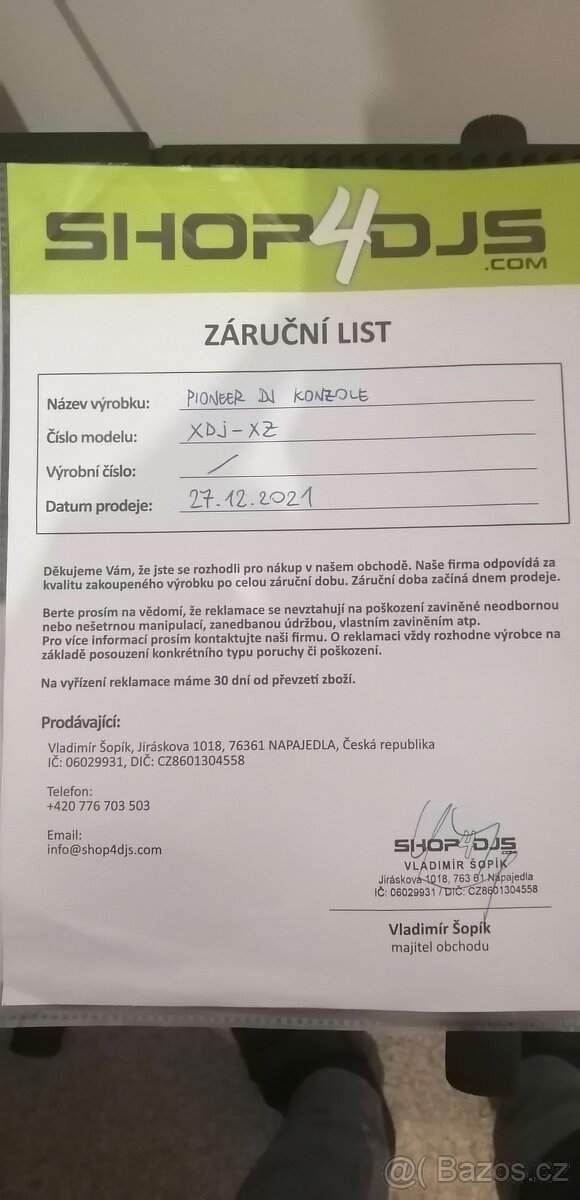 SHOP4DJS
.COM
ZÁRUČNÍ LIST
Název výrobku: PIONEER DJ KONZOLE
Číslo modelu: XDj-XZ
Výrobní číslo: /
Datum prodeje: 27.12.2021
Děkujeme Vám, že jste se rozhodli pro nákup v našem obchodě. Naše firma odpovídá za
kvalitu zakoupeného výrobku po celou záruční dobu. Záruční doba začíná dnem prodeje.
Berte prosím na vědomí, že reklamace se nevztahují na poškození zaviněné neodbornou
nebo nešetrnou manipulací, zanedbanou údržbou, vlastním zaviněním atp.
Pro více informací prosím kontaktujte naši firmu. O reklamaci vždy rozhodne výrobce na
základě posouzení konkrétního typu poruchy či poškození.
Na vyřízení reklamace máme 30 dní od převzetí zboží.
Prodávající:
Vladimír Šopík, Jiráskova 1018, 76361 NAPAJEDLA, Česká republika
IČ: 06029931, DIČ: CZ8601304558
Telefon:
+420 776 703 503
Email:
info@shop4djs.com
SHOP4DJS
.COM
VLADIMÍR ŠOPÍK
Jiráskova 1018, 763 61 Napajedla
IČ: 06029931 / DIČ: CZ8601304558
Vladimír Šopík
majitel obchodu
@( Bazos.cz